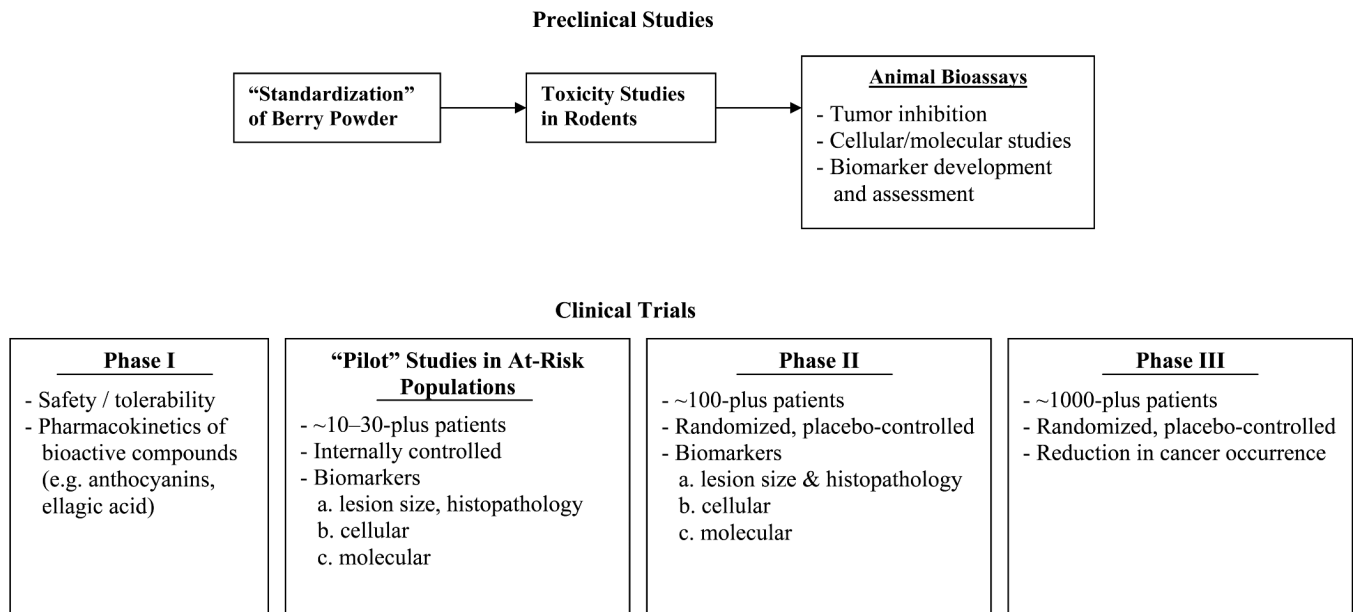 Preclinical Studies
“Standardization”
of Berry Powder
Toxicity Studies
in Rodents
Animal Bioassays
- Tumor inhibition
- Cellular/molecular studies
- Biomarker development
and assessment
Clinical Trials
Phase I
- Safety / tolerability
- Pharmacokinetics of
bioactive compounds
(e.g. anthocyanins,
ellagic acid)
“Pilot” Studies in At-Risk
Populations
- ~10–30-plus patients
- Internally controlled
- Biomarkers
a. lesion size, histopathology
b. cellular
c. molecular
Phase II
- ~100-plus patients
- Randomized, placebo-controlled
- Biomarkers
a. lesion size & histopathology
b. cellular
c. molecular
Phase III
- ~1000-plus patients
- Randomized, placebo-controlled
- Reduction in cancer occurrence